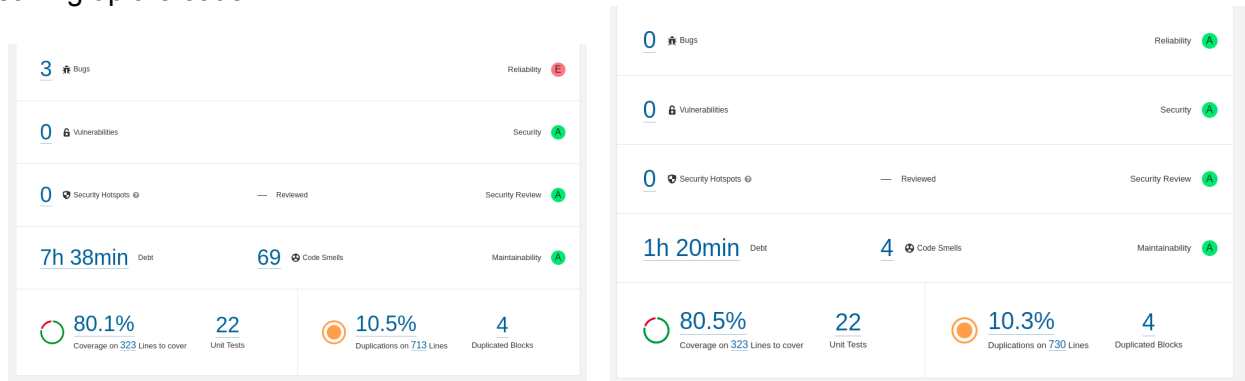 3 Bugs Reliability E
0 Vulnerabilities Security A
0 Security Hotspots — Reviewed Security Review A
7h 38min Debt 69 Code Smells Maintainability A
80.1% 22 10.5% 4
Coverage on 323 Lines to cover Unit Tests Duplications on 713 Lines Duplicated Blocks
0 Bugs Reliability A
0 Vulnerabilities Security A
0 Security Hotspots — Reviewed Security Review A
1h 20min Debt 4 Code Smells Maintainability A
80.5% 22 10.3% 4
Coverage on 323 Lines to cover Unit Tests Duplications on 730 Lines Duplicated Blocks